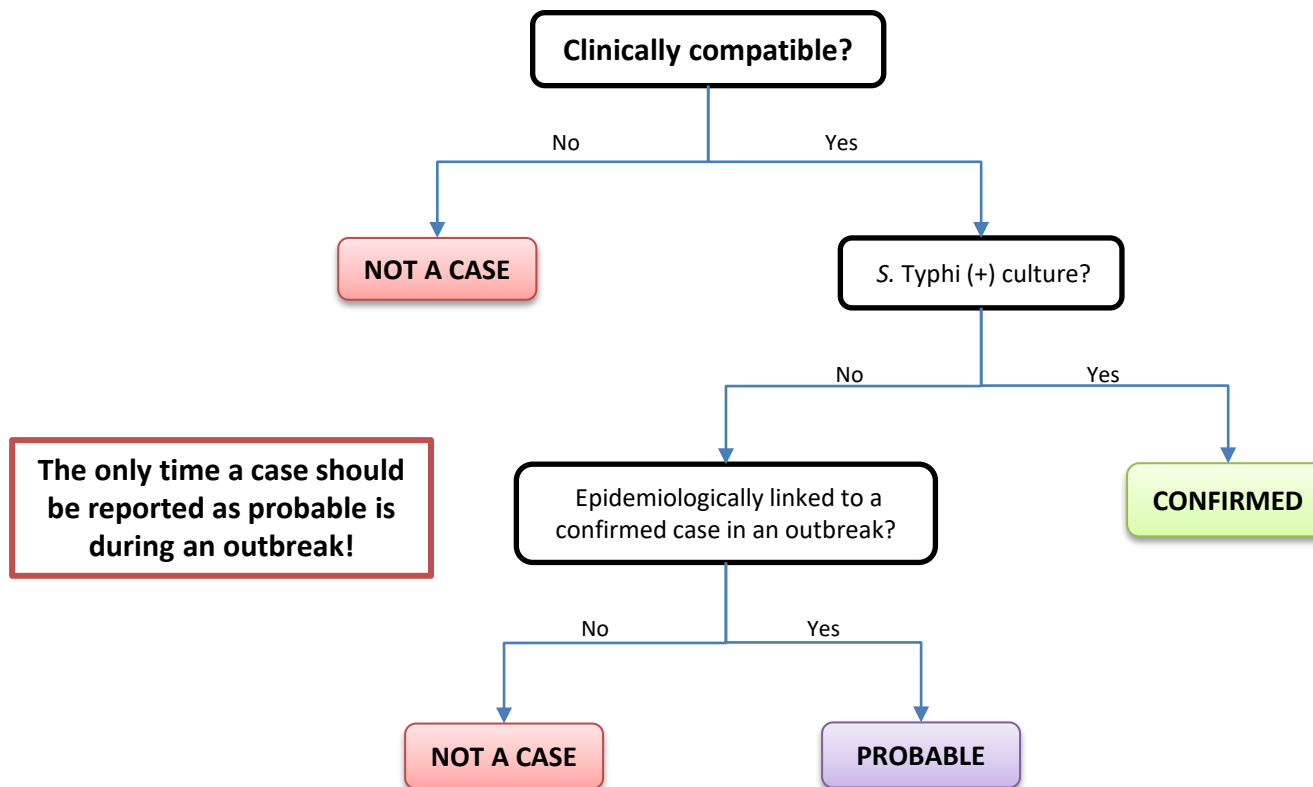 Clinically compatible?
No
Yes
NOT A CASE
S. Typhi (+) culture?
No
Yes
The only time a case should
be reported as probable is
during an outbreak!
Epidemiologically linked to a
confirmed case in an outbreak?
CONFIRMED
No
Yes
NOT A CASE
PROBABLE